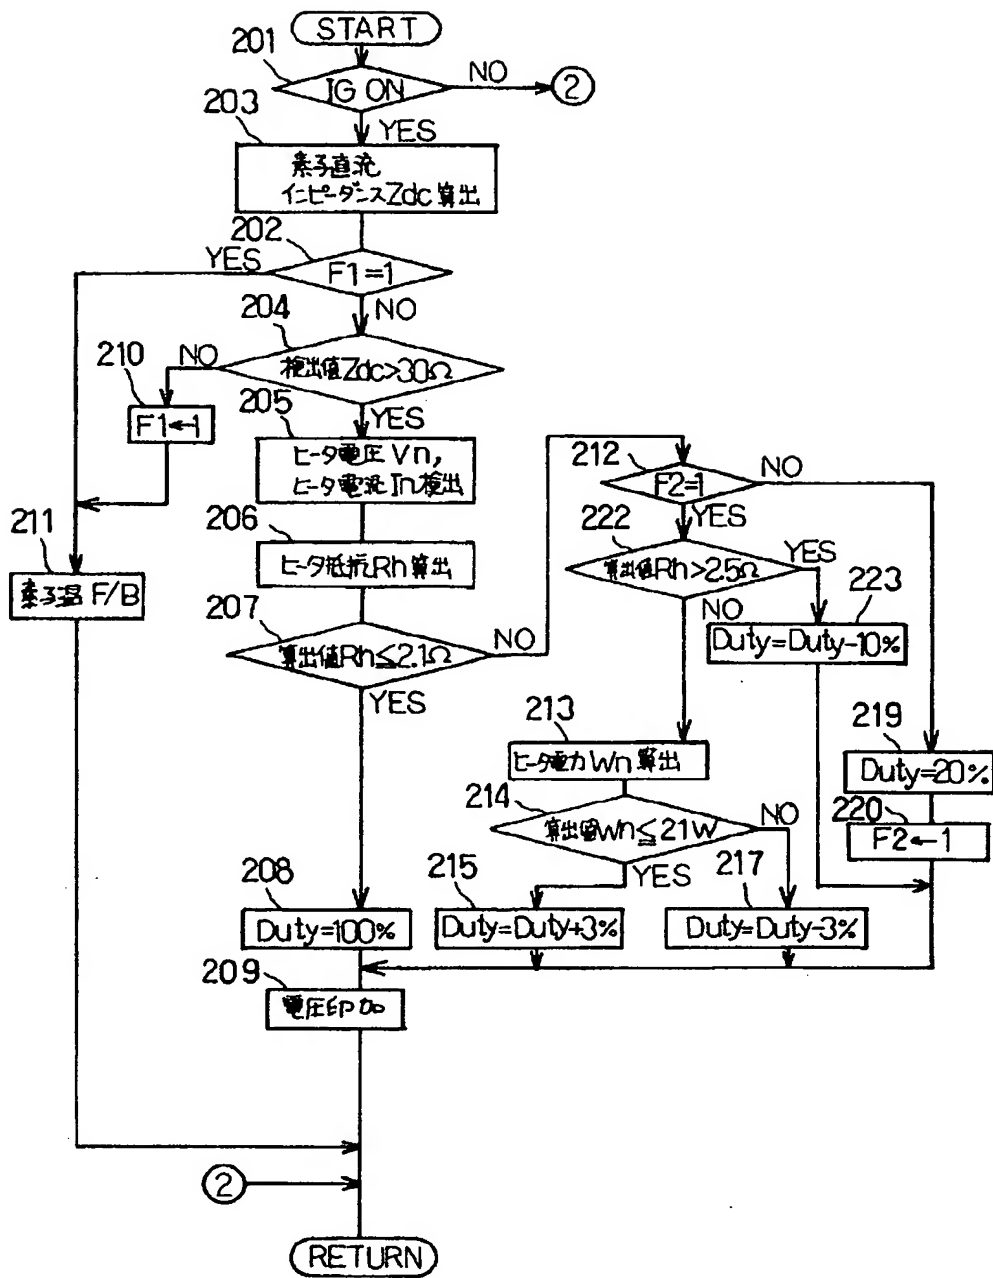 START
201
IG ON
NO
2
203
YES
素子直流
インピーダンスZdc 算出
202
YES
F1=1
NO
204
検出値Zdc>30Ω
NO
210
F1←1
YES
205
ヒータ電圧Vn,
ヒータ電流In検出
212
F2=1
NO
YES
211
素子温F/B
206
ヒータ抵抗Rh算出
222
算出値Rh>2.5Ω
YES
223
NO
Duty=Duty-10%
207
算出値Rh≦2.1Ω
NO
YES
213
ヒータ電力Wn算出
219
Duty=20%
214
算出値Wn≦21W
NO
220
F2←1
YES
208
Duty=100%
215
Duty=Duty+3%
217
Duty=Duty-3%
209
電圧印加
2
RETURN